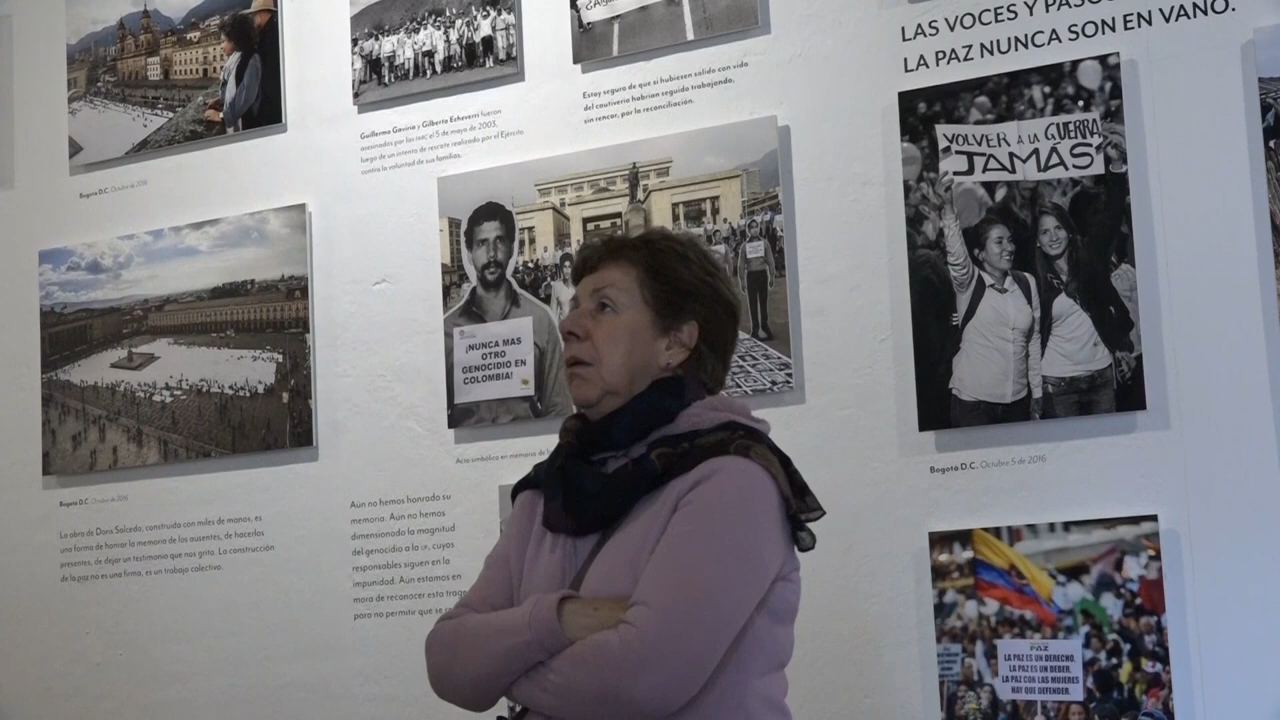 ¿Alg
LAS VOCES Y PASO
LA PAZ NUNCA SON EN VANO.
Estoy seguro de que si hubiesen salido con vida
del cautiverio habrían seguido trabajando,
sin rencor, por la reconciliación.
Guillermo Gaviria y Gilberto Echeverri fueron
asesinados por las FARC el 5 de mayo de 2003,
luego de un intento de rescate realizado por el Ejército
contra la voluntad de sus familias.
Bogotá D.C. Octubre de 2016
VOLVER A LA GUERRA
JAMÁS
¡NUNCA MAS
OTRO
GENOCIDIO EN
COLOMBIA!
Acto simbólico en memoria de
Bogotá D.C. Octubre 5 de 2016
Bogotá D.C. Octubre de 2016
La obra de Doris Salcedo, construida con miles de manos, es
una forma de honrar la memoria de los ausentes, de hacerlos
presentes, de dejar un testimonio que nos grita. La construcción
de la paz no es una firma, es un trabajo colectivo.
Aún no hemos honrado su
memoria. Aún no hemos
dimensionado la magnitud
del genocidio a la UP, cuyos
responsables siguen en la
impunidad. Aún estamos en
mora de reconocer esta trage
para no permitir que se
PAZ
LA PAZ ES UN DERECHO,
LA PAZ ES UN DEBER.
LA PAZ CON LAS MUJERES
HAY QUE DEFENDER.